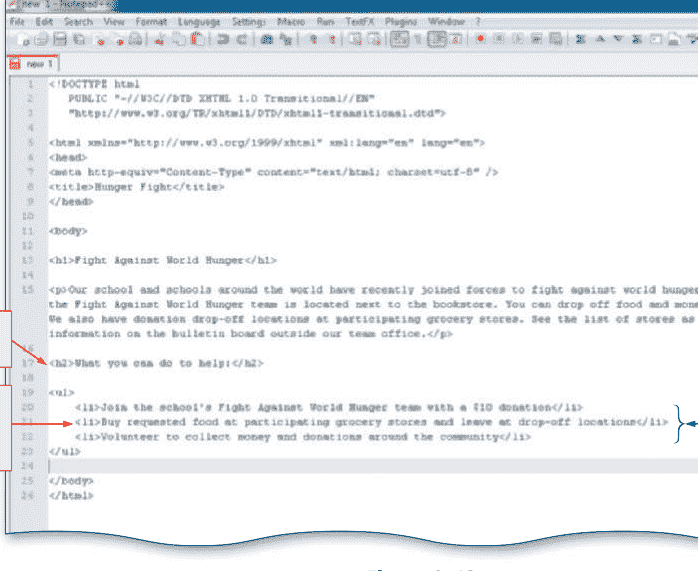 new 1 - Notepad++
File Edit Search View Format Language Settings Macro Run TextFX Plugins Window ?
new 1
1 <!DOCTYPE html
2 PUBLIC "-//W3C//DTD XHTML 1.0 Transitional//EN"
3 "http://www.w3.org/TR/xhtml1/DTD/xhtml1-transitional.dtd">
4
5 <html xmlns="http://www.w3.org/1999/xhtml" xml:lang="en" lang="en">
6 <head>
7 <meta http-equiv="Content-Type" content="text/html; charset=utf-8" />
8 <title>Hunger Fight</title>
9 </head>
10
11 <body>
12
13 <h1>Fight Against World Hunger</h1>
14
15 <p>Our school and schools around the world have recently joined forces to fight against world hunger
the Fight Against World Hunger team is located next to the bookstore. You can drop off food and
We also have donation drop-off locations at participating grocery stores. See the list of stores as
information on the bulletin board outside our team office.</p>
16
17 <h2>What you can do to help:</h2>
18
19 <ul>
20 <li>Join the school's Fight Against World Hunger team with a $10 donation</li>
21 <li>Buy requested food at participating grocery stores and leave at drop-off locations</li>
22 <li>Volunteer to collect money and donations around the community</li>
23 </ul>
24
25 </body>
26 </html>